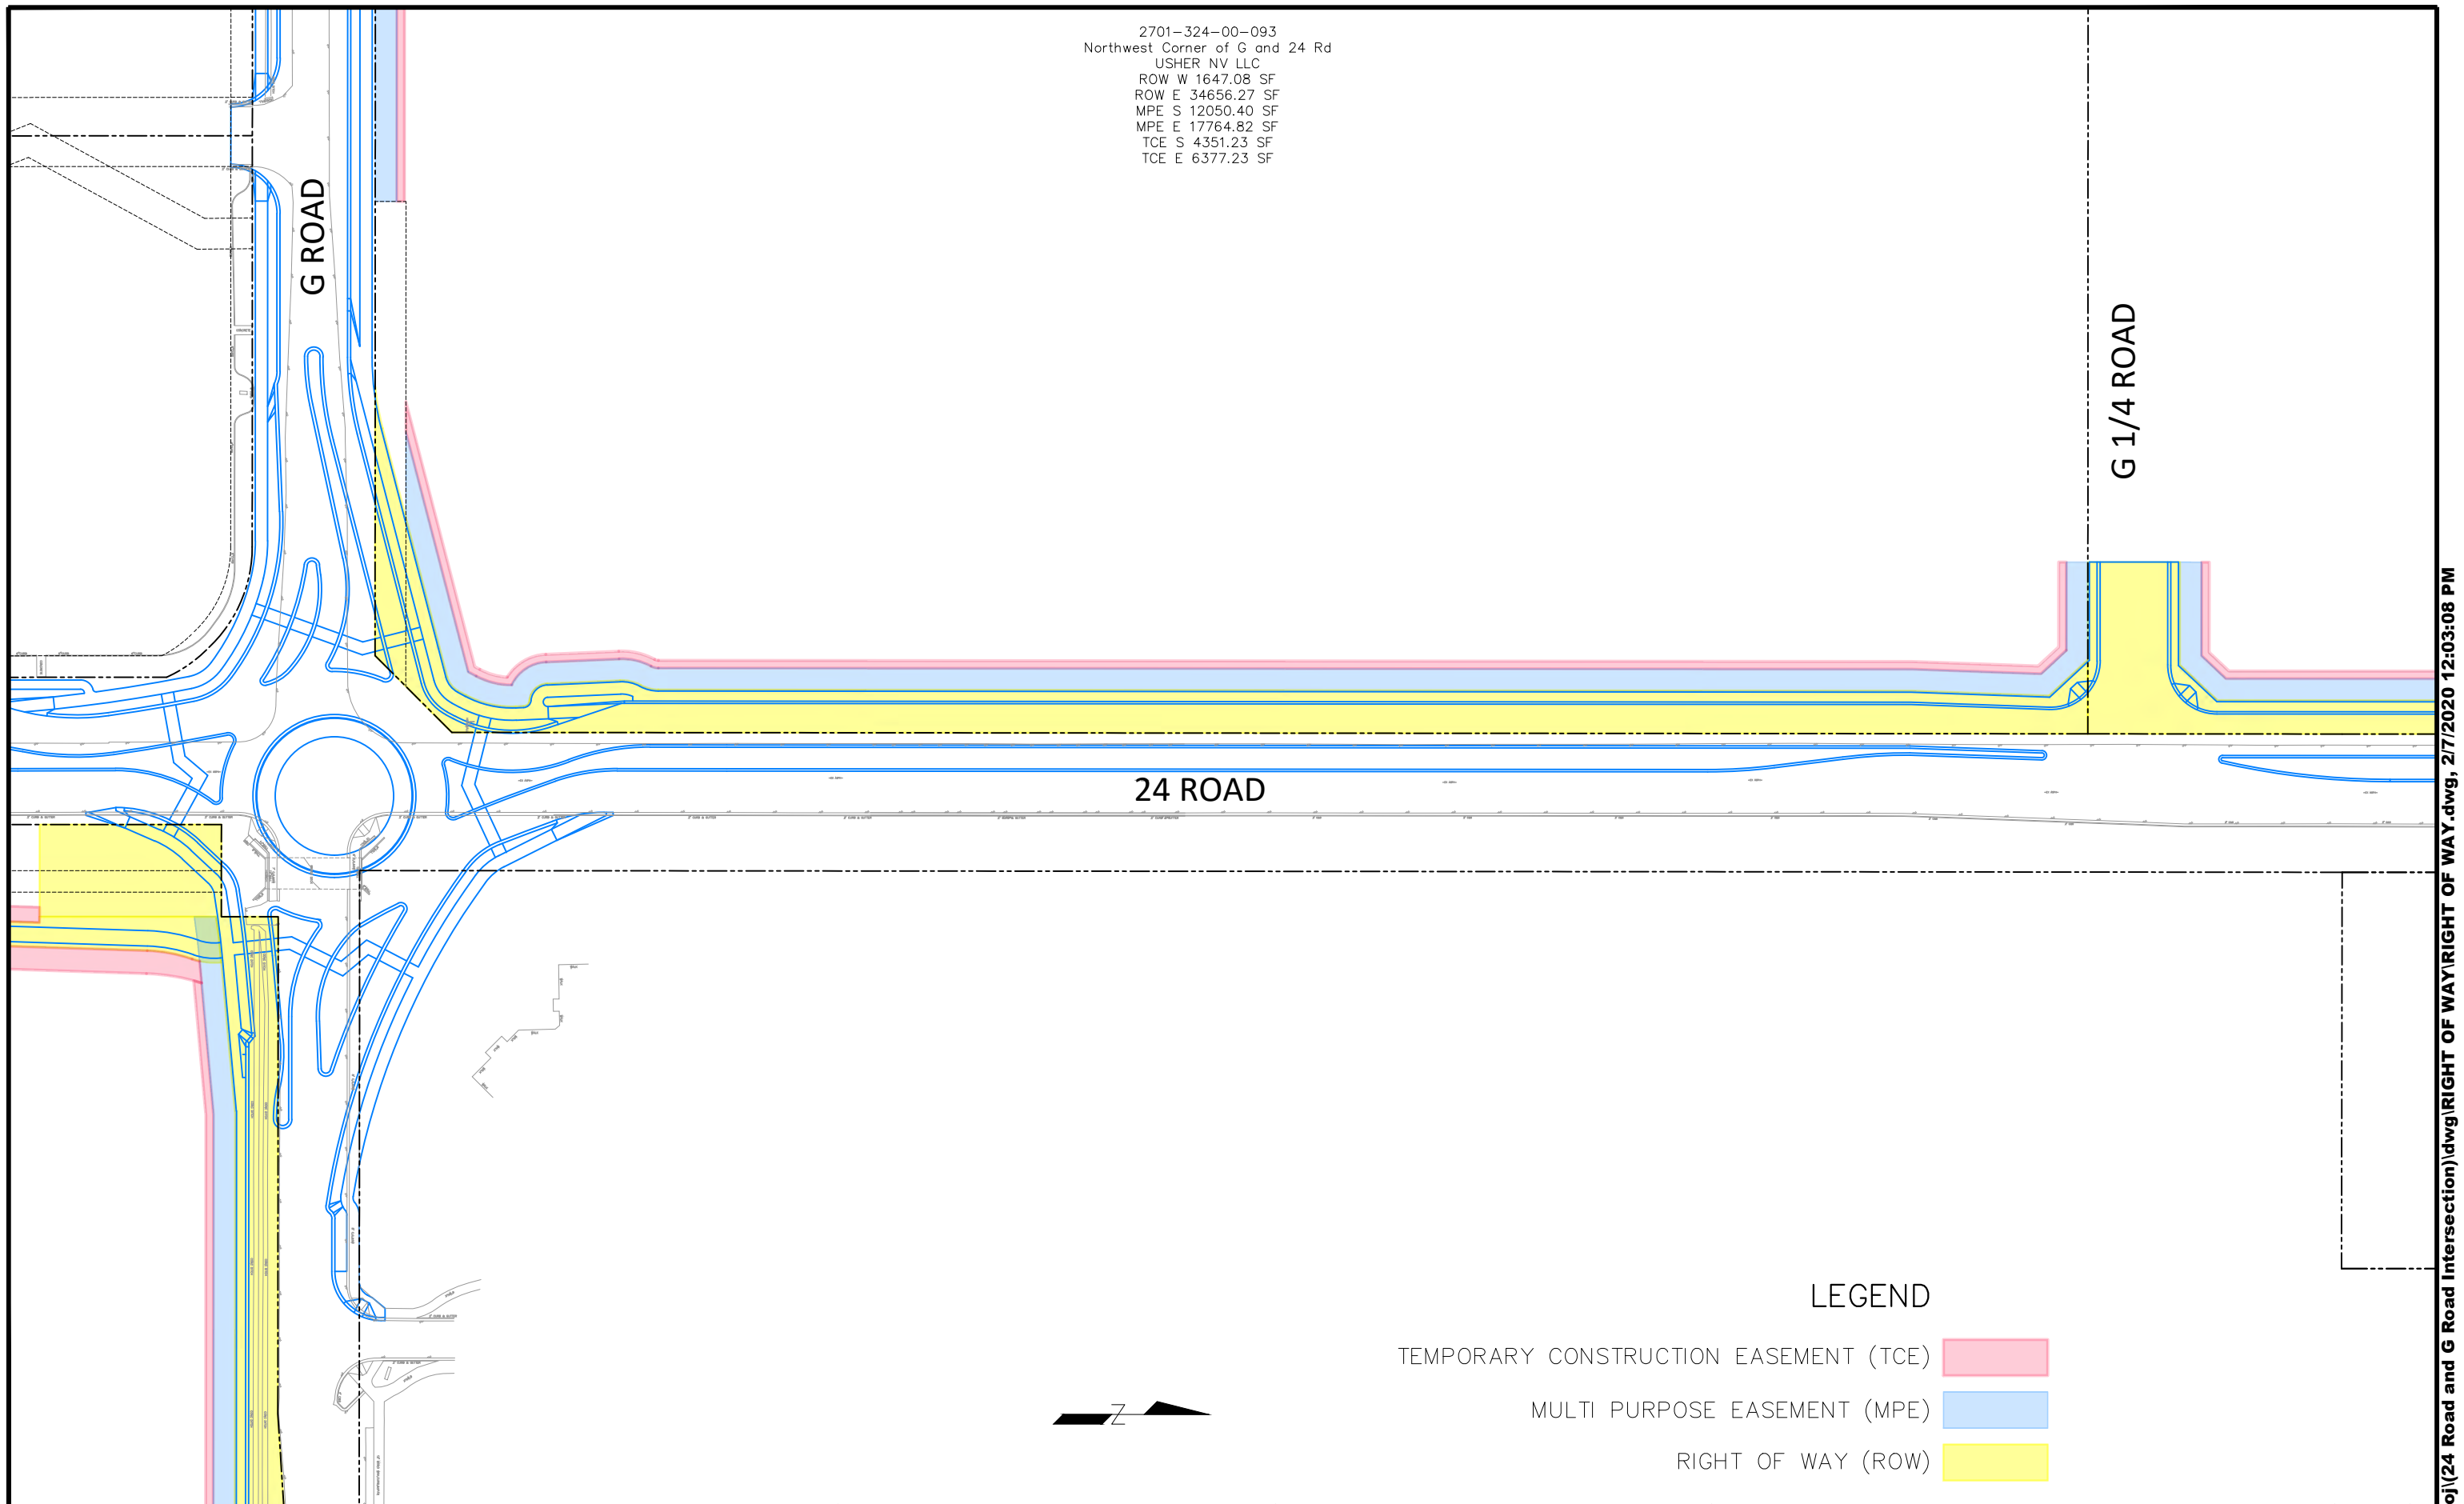 2701-324-00-093
Northwest Corner of G and 24 Rd
USHER NV LLC
ROW W 1647.08 SF
ROW E 34656.27 SF
MPE S 12050.40 SF
MPE E 17764.82 SF
TCE S 4351.23 SF
TCE E 6377.23 SF
G ROAD
G 1/4 ROAD
24 ROAD
LEGEND
TEMPORARY CONSTRUCTION EASEMENT (TCE)
MULTI PURPOSE EASEMENT (MPE)
RIGHT OF WAY (ROW)
Z
oj\(24 Road and G Road Intersection)\dwg\RIGHT OF WAY\RIGHT OF WAY.dwg, 2/7/2020 12:03:08 PM